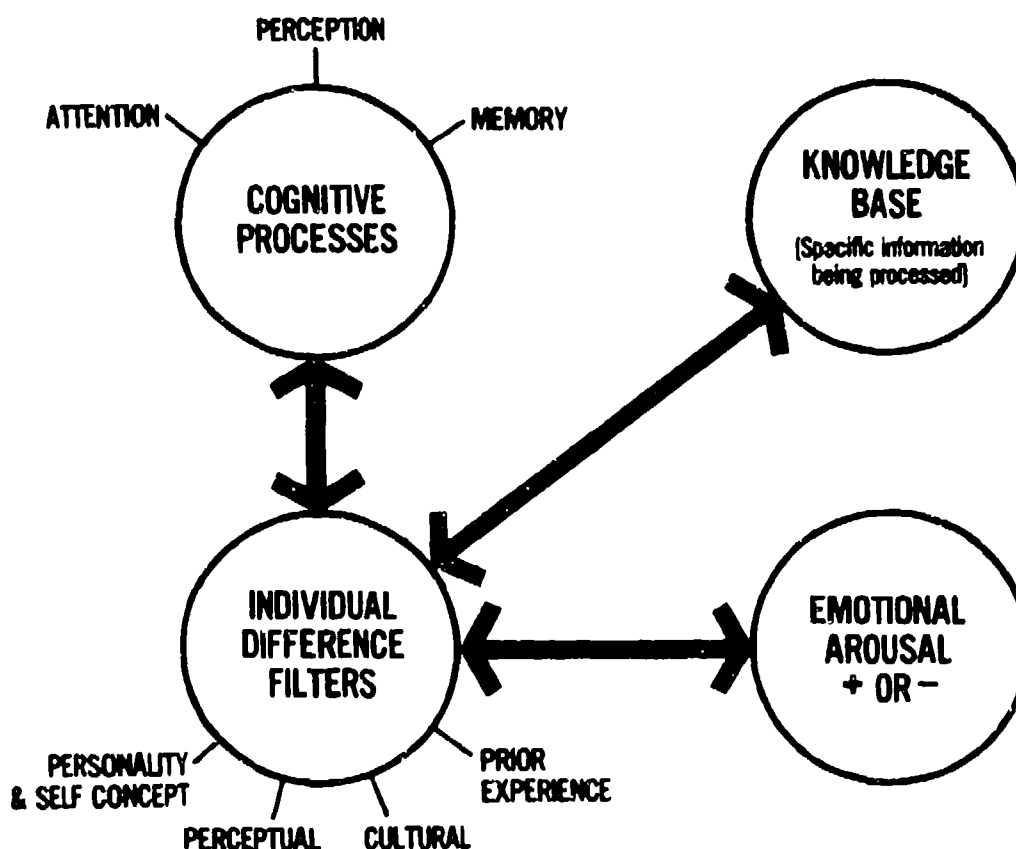 PERCEPTION
ATTENTION
MEMORY
COGNITIVE
PROCESSES
KNOWLEDGE
BASE
(Specific information
being processed)
INDIVIDUAL
DIFFERENCE
FILTERS
EMOTIONAL
AROUSAL
+ OR -
PERSONALITY
& SELF CONCEPT
PERCEPTUAL
CULTURAL
PRIOR
EXPERIENCE